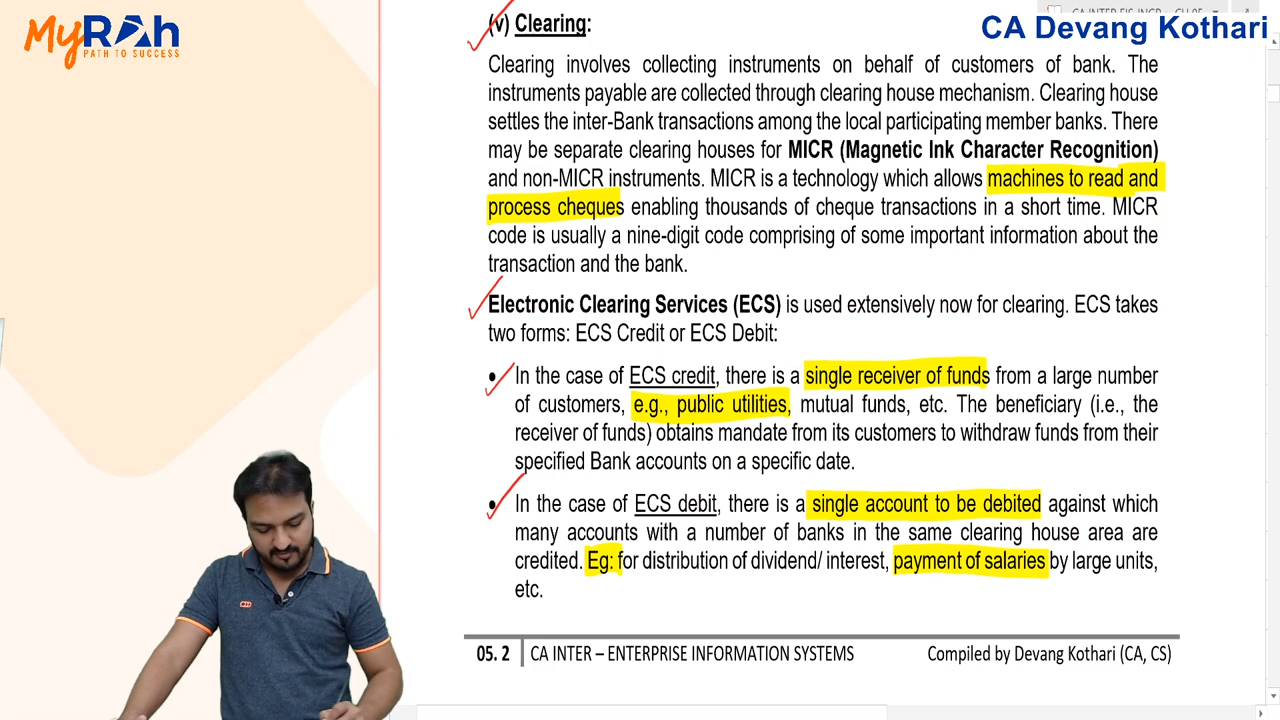 MyRAh
PATH TO SUCCESS
CA Devang Kothari
(v) Clearing:
Clearing involves collecting instruments on behalf of customers of bank. The
instruments payable are collected through clearing house mechanism. Clearing house
settles the inter-Bank transactions among the local participating member banks. There
may be separate clearing houses for MICR (Magnetic Ink Character Recognition)
and non-MICR instruments. MICR is a technology which allows machines to read and
process cheques enabling thousands of cheque transactions in a short time. MICR
code is usually a nine-digit code comprising of some important information about the
transaction and the bank.
Electronic Clearing Services (ECS) is used extensively now for clearing. ECS takes
two forms: ECS Credit or ECS Debit:
• In the case of ECS credit, there is a single receiver of funds from a large number
of customers, e.g., public utilities, mutual funds, etc. The beneficiary (i.e., the
receiver of funds) obtains mandate from its customers to withdraw funds from their
specified Bank accounts on a specific date.
• In the case of ECS debit, there is a single account to be debited against which
many accounts with a number of banks in the same clearing house area are
credited. Eg: for distribution of dividend/ interest, payment of salaries by large units,
etc.
05. 2 CA INTER – ENTERPRISE INFORMATION SYSTEMS Compiled by Devang Kothari (CA, CS)